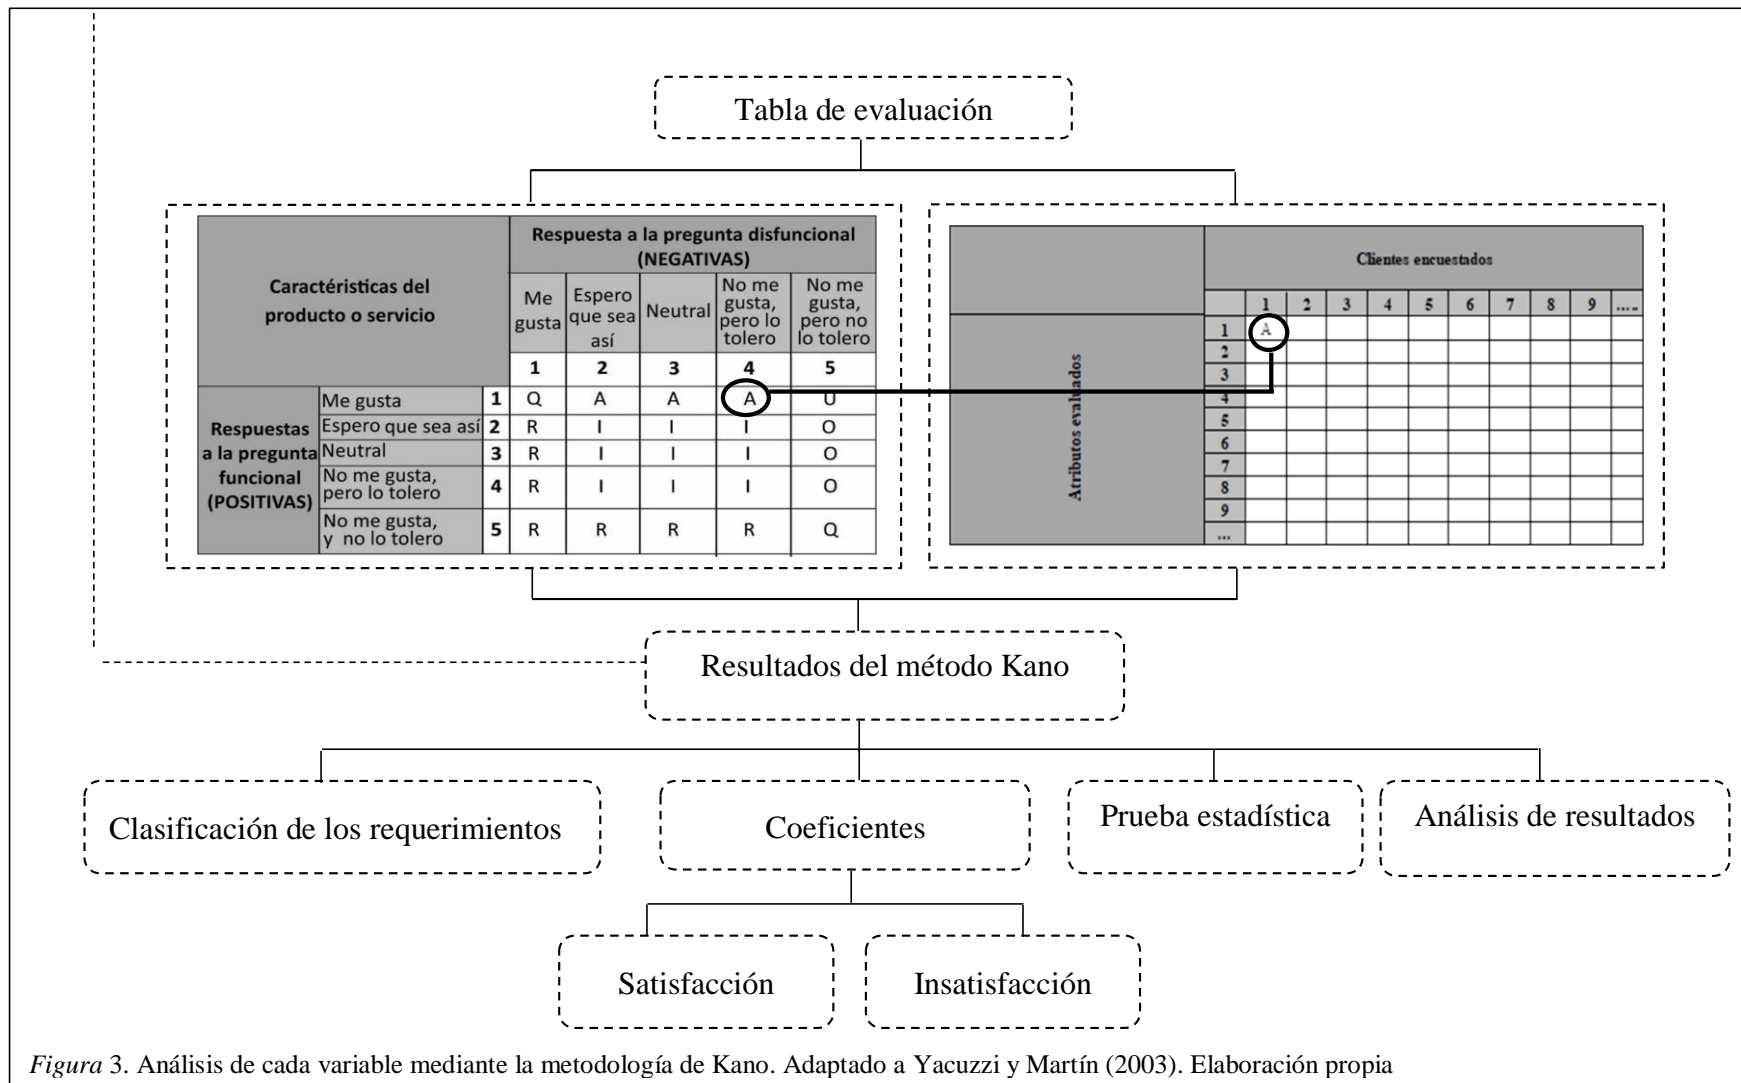 Tabla de evaluación
Caractéristicas del
producto o servicio
Respuesta a la pregunta disfuncional
(NEGATIVAS)
Me
gusta
Espero
que sea
así
Neutral
No me
gusta,
pero lo
tolero
No me
gusta,
pero no
lo tolero
1 2 3 4 5
Respuestas
a la pregunta
funcional
(POSITIVAS)
Me gusta 1 Q A A A U
Espero que sea así 2 R I I I O
Neutral 3 R I I I O
No me gusta,
pero lo tolero 4 R I I I O
No me gusta,
y no lo tolero 5 R R R R Q
Clientes encuestados
1 2 3 4 5 6 7 8 9 .....
Atributos evaluados
1 A
2
3
4
5
6
7
8
9
...
Resultados del método Kano
Clasificación de los requerimientos
Coeficientes
Prueba estadística
Análisis de resultados
Satisfacción
Insatisfacción
Figura 3. Análisis de cada variable mediante la metodología de Kano. Adaptado a Yacuzzi y Martín (2003). Elaboración propia